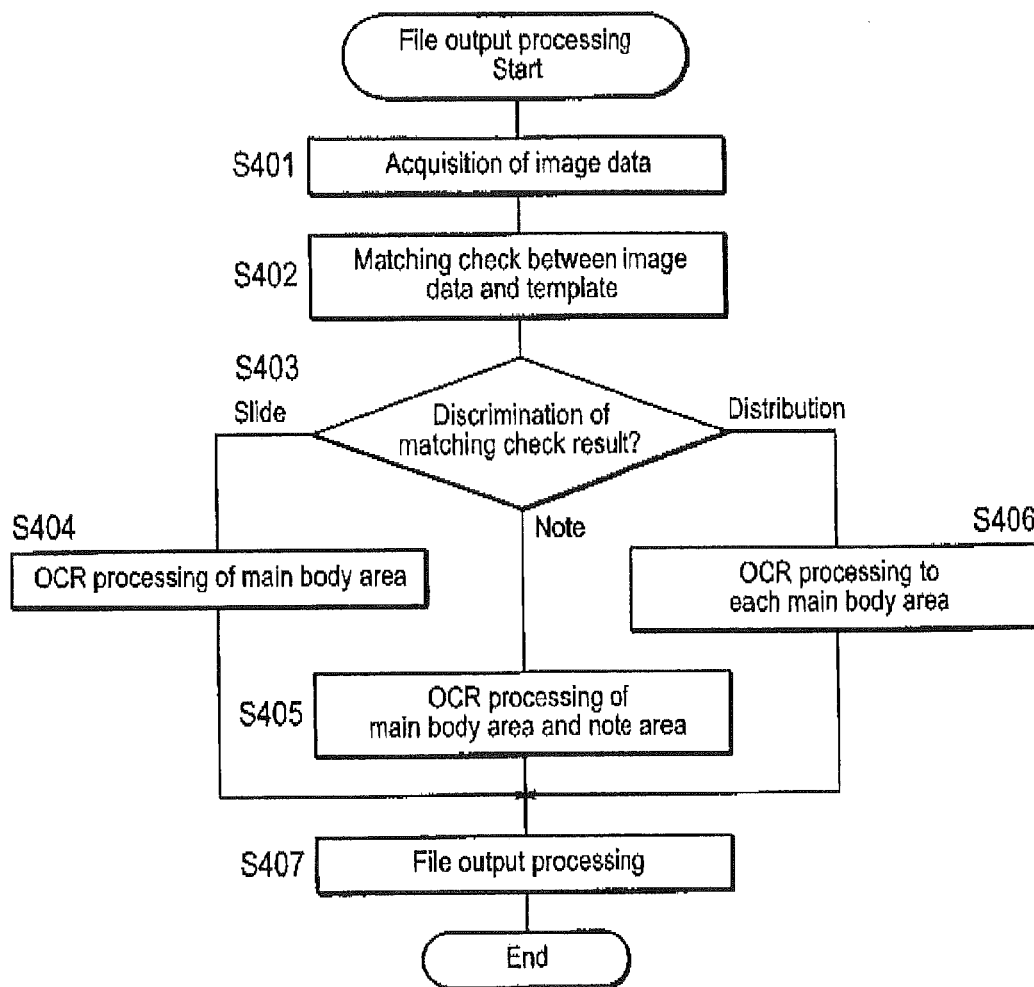 File output processing
Start
S401
Acquisition of image data
S402
Matching check between image
data and template
S403
Slide
Discrimination of
matching check result?
Distribution
Note
S404
OCR processing of main body area
S406
OCR processing to
each main body area
S405
OCR processing of
main body area and note area
S407
File output processing
End